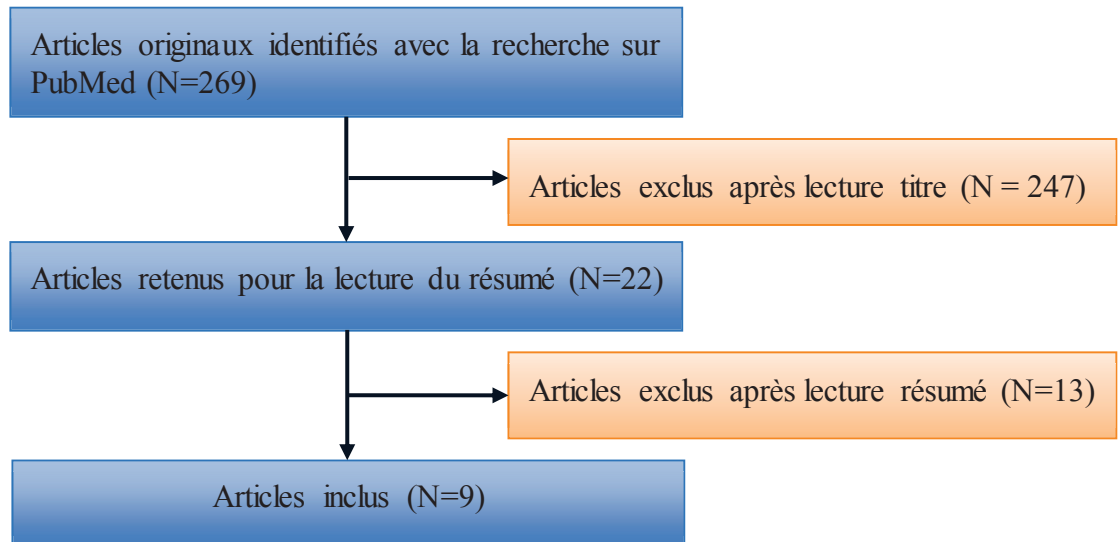 Articles originaux identifiés avec la recherche sur
PubMed (N=269)
Articles exclus après lecture titre (N = 247)
Articles retenus pour la lecture du résumé (N=22)
Articles exclus après lecture résumé (N=13)
Articles inclus (N=9)